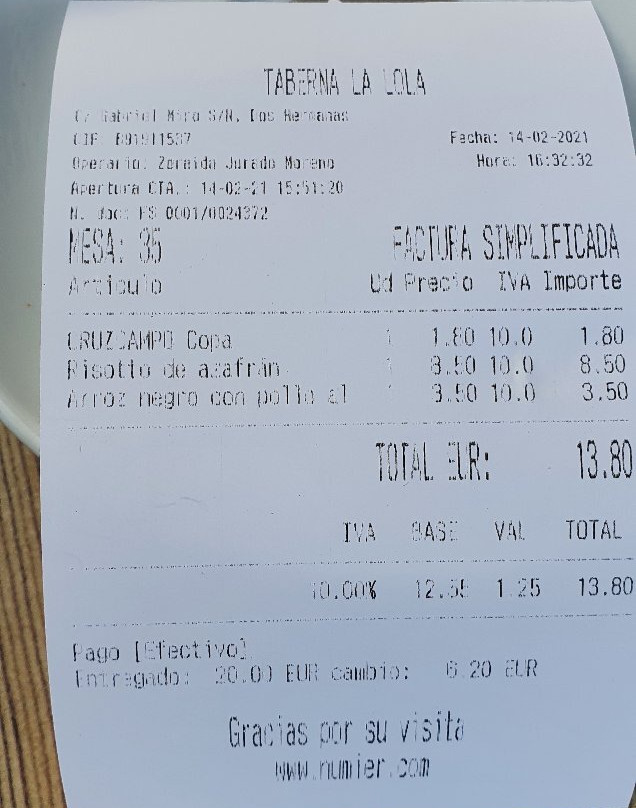 TABERNA LA LOLA
C/ Gabriel Miro S/N, Dos Hermanas
CIF: B91911537
Fecha: 14-02-2021
Operario: Zoraida Jurado Moreno
Hora: 16:32:32
Apertura CTA.: 14-02-21 15:51:20
N. doc: FS 0001/0024372
MESA: 35 FACTURA SIMPLIFICADA
Articulo Ud Precio IVA Importe
CRUZCAMPO Copa 1 1.80 10.0 1.80
Risotto de azafrán 1 8.50 10.0 8.50
Arroz negro con pollo al 1 3.50 10.0 3.50
TOTAL EUR: 13.80
IVA BASE VAL TOTAL
10.00% 12.55 1.25 13.80
Pago [Efectivo]
Entregado: 20.00 EUR cambio: 6.20 EUR
Gracias por su visita
www.numier.com